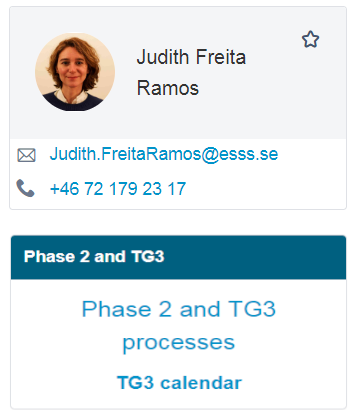 Judith Freita
Ramos
Judith.FreitaRamos@esss.se
+46 72 179 23 17
Phase 2 and TG3
Phase 2 and TG3
processes
TG3 calendar